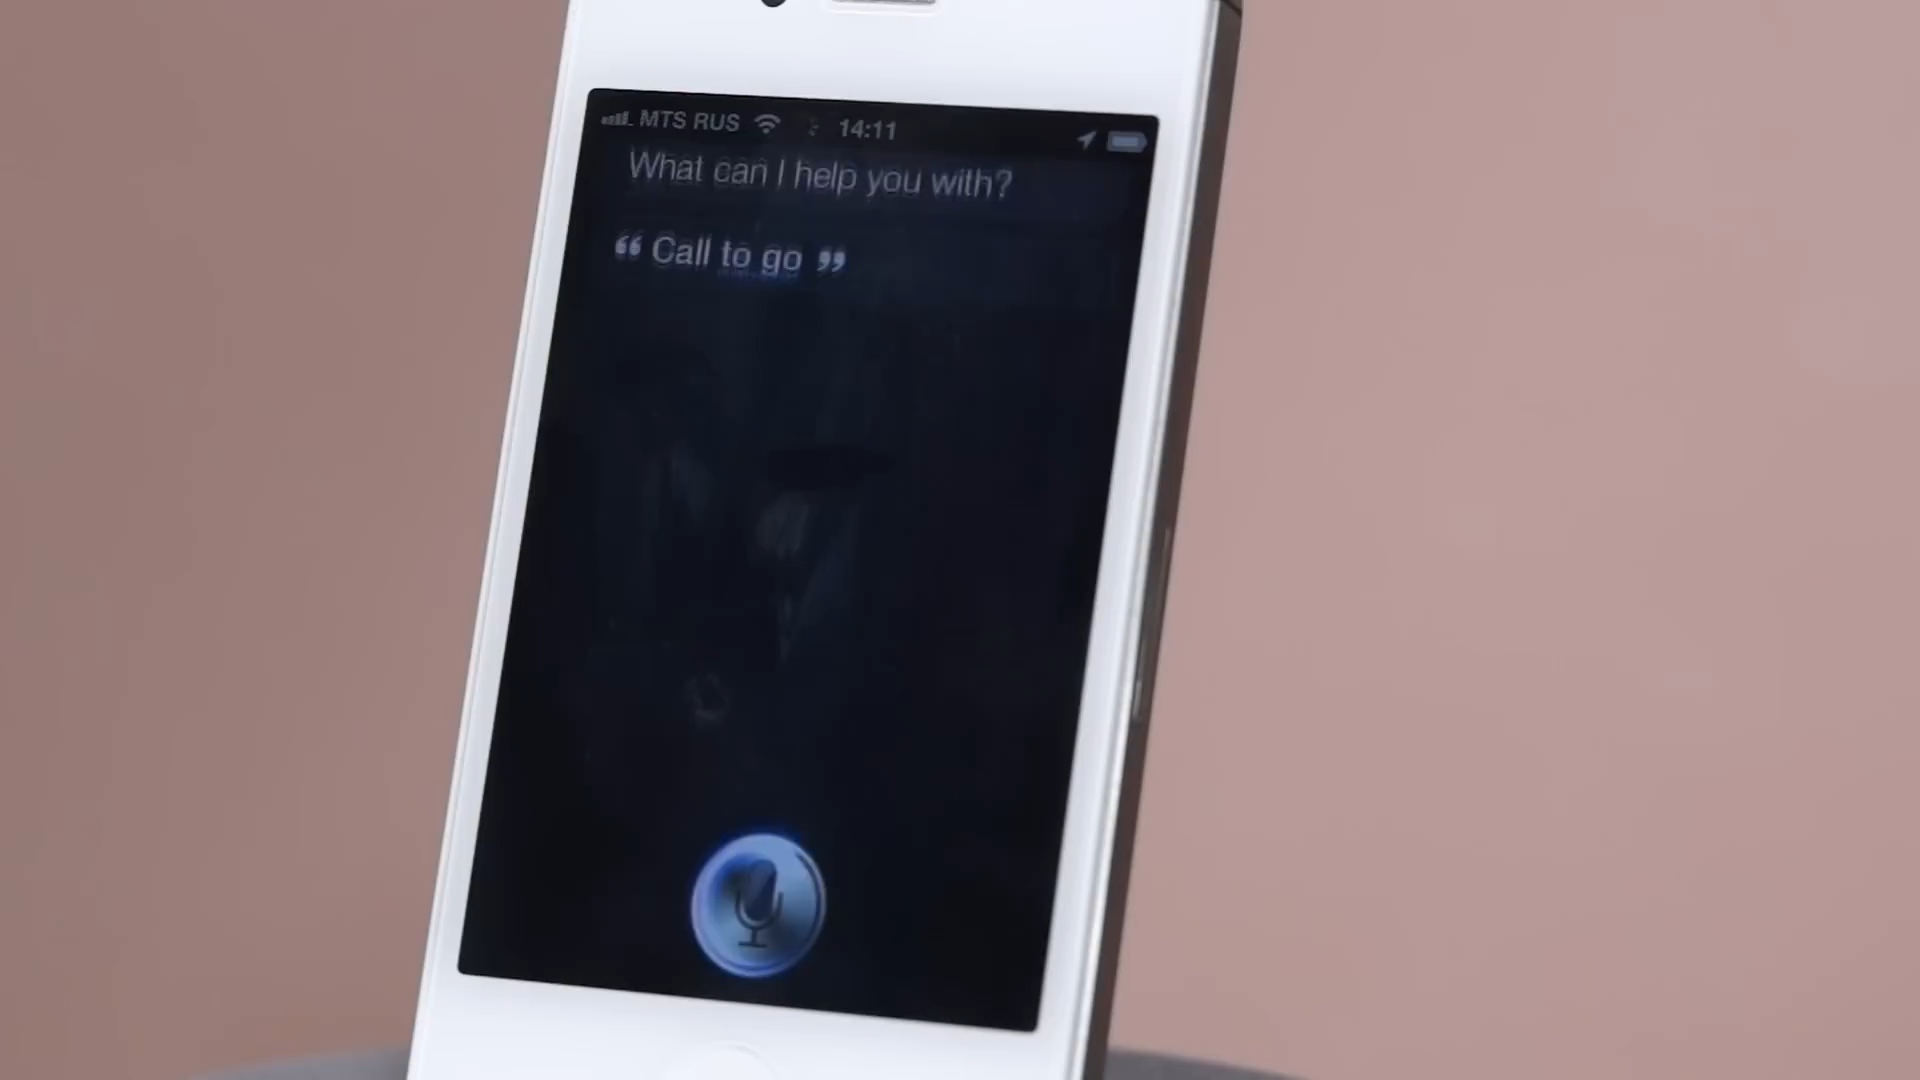 MTS RUS 14:11
What can I help you with?
“ Call to go ”